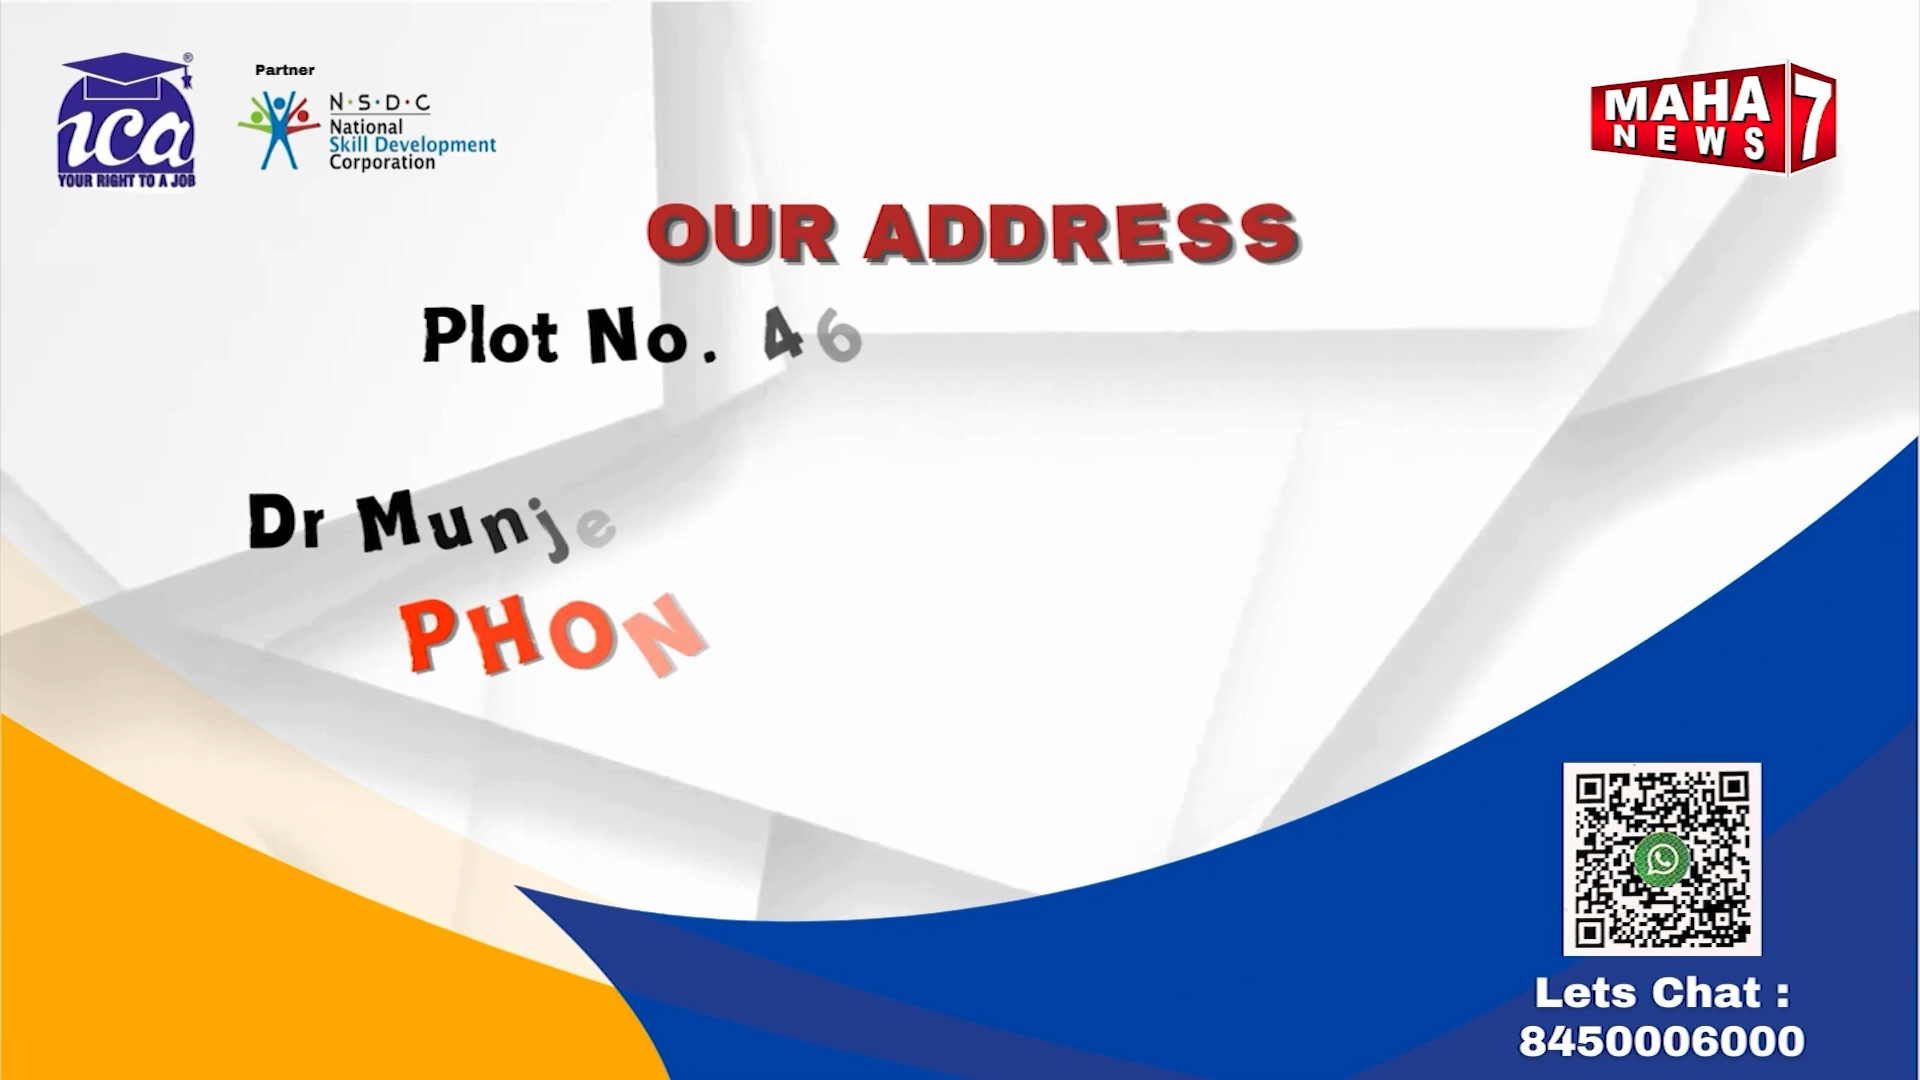 ica
YOUR RIGHT TO A JOB
Partner
N·S·D·C
National
Skill Development
Corporation
MAHA
NEWS
7
OUR ADDRESS
Plot No. 46
Dr Munje
PHON
Lets Chat :
8450006000